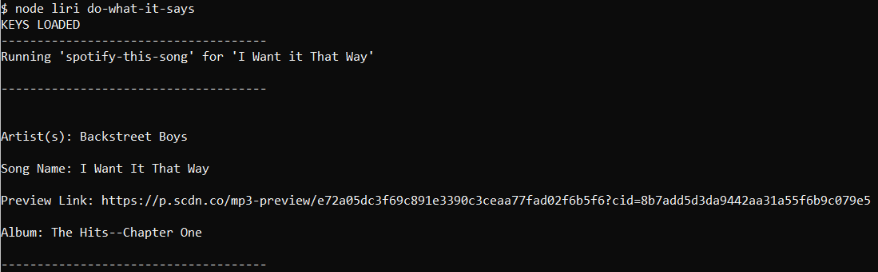 $ node liri do-what-it-says
KEYS LOADED
-------------------------------------
Running 'spotify-this-song' for 'I Want it That Way'
-------------------------------------
Artist(s): Backstreet Boys
Song Name: I Want It That Way
Preview Link: https://p.scdn.co/mp3-preview/e72a05dc3f69c891e3390c3ceaa77fad02f6b5f6?cid=8b7add5d3da9442aa31a55f6b9c079e5
Album: The Hits--Chapter One
-------------------------------------